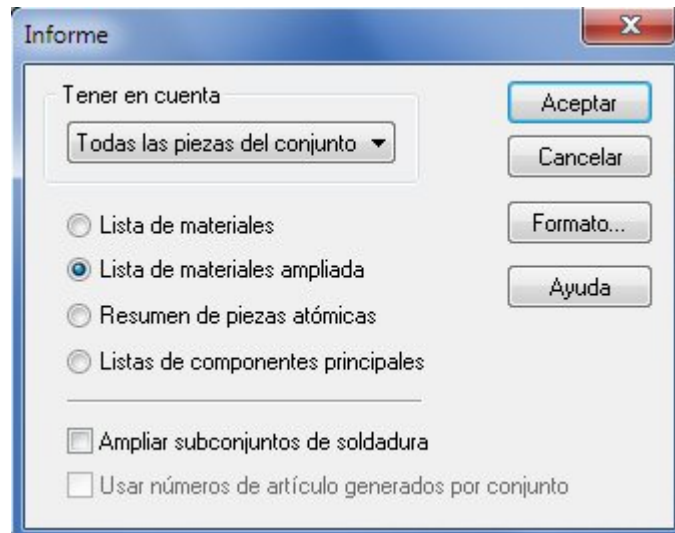 Informe
Tener en cuenta
Todas las piezas del conjunto
Aceptar
Cancelar
Lista de materiales
Formato...
Lista de materiales ampliada
Ayuda
Resumen de piezas atómicas
Listas de componentes principales
Ampliar subconjuntos de soldadura
Usar números de artículo generados por conjunto